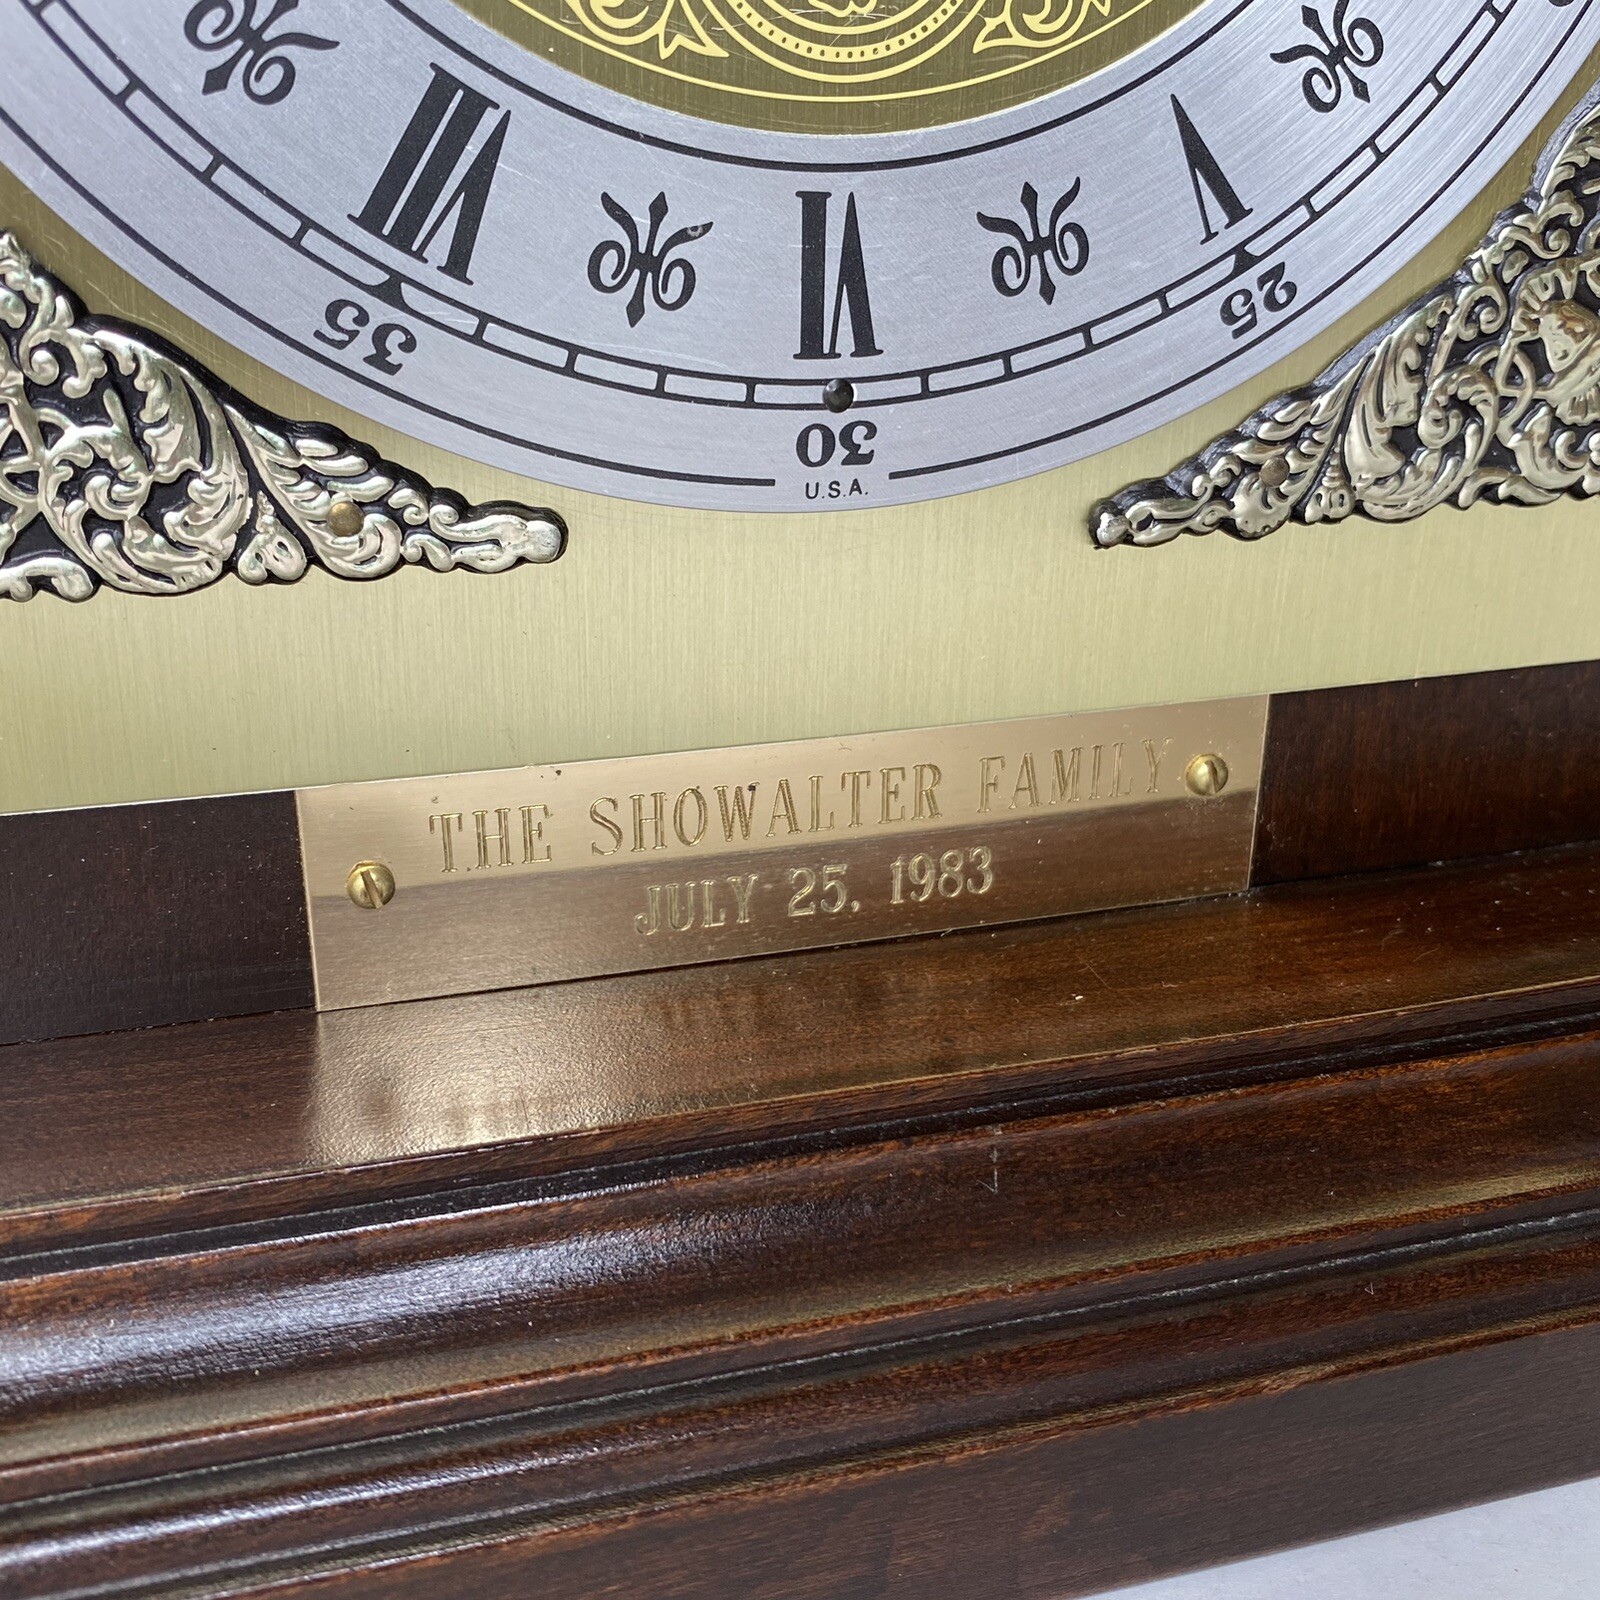 VII VI V
35 30 25
U.S.A.
THE SHOWALTER FAMILY
JULY 25, 1983